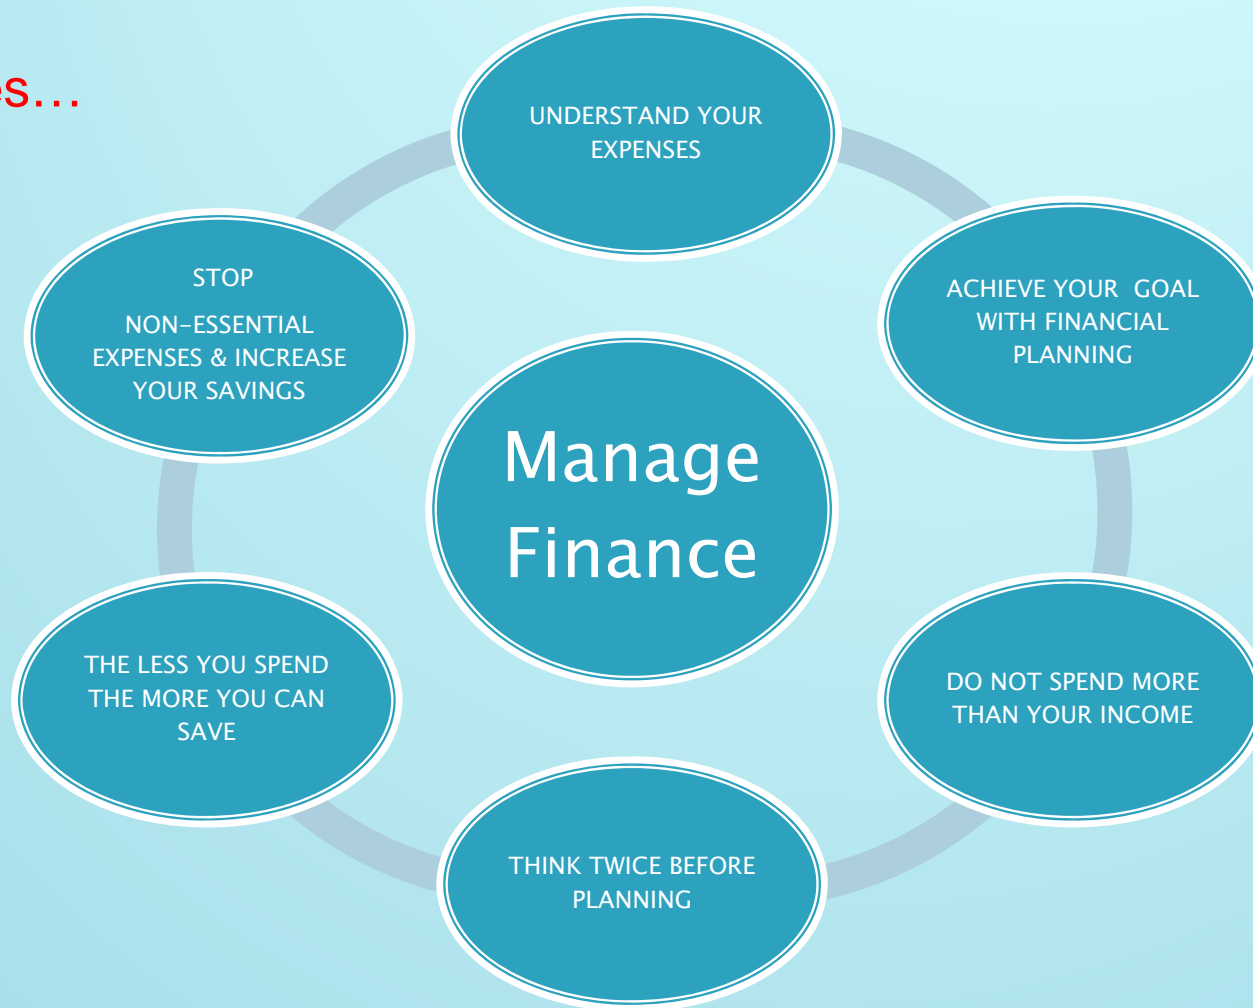 es...
UNDERSTAND YOUR
EXPENSES
ACHIEVE YOUR  GOAL
WITH FINANCIAL
PLANNING
DO NOT SPEND MORE
THAN YOUR INCOME
THINK TWICE BEFORE
PLANNING
THE LESS YOU SPEND
THE MORE YOU CAN
SAVE
STOP
NON-ESSENTIAL
EXPENSES & INCREASE
YOUR SAVINGS
Manage
Finance